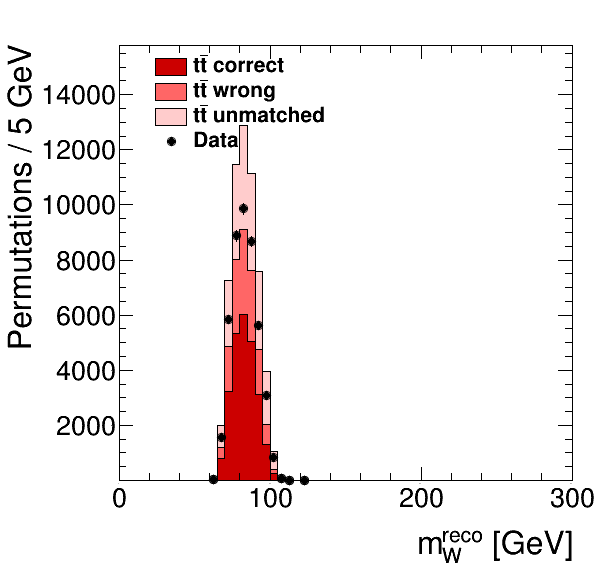 Permutations / 5 GeV
14000
12000
10000
8000
6000
4000
2000
tt̄ correct
tt̄ wrong
tt̄ unmatched
Data
0 100 200 300
m_W^reco [GeV]